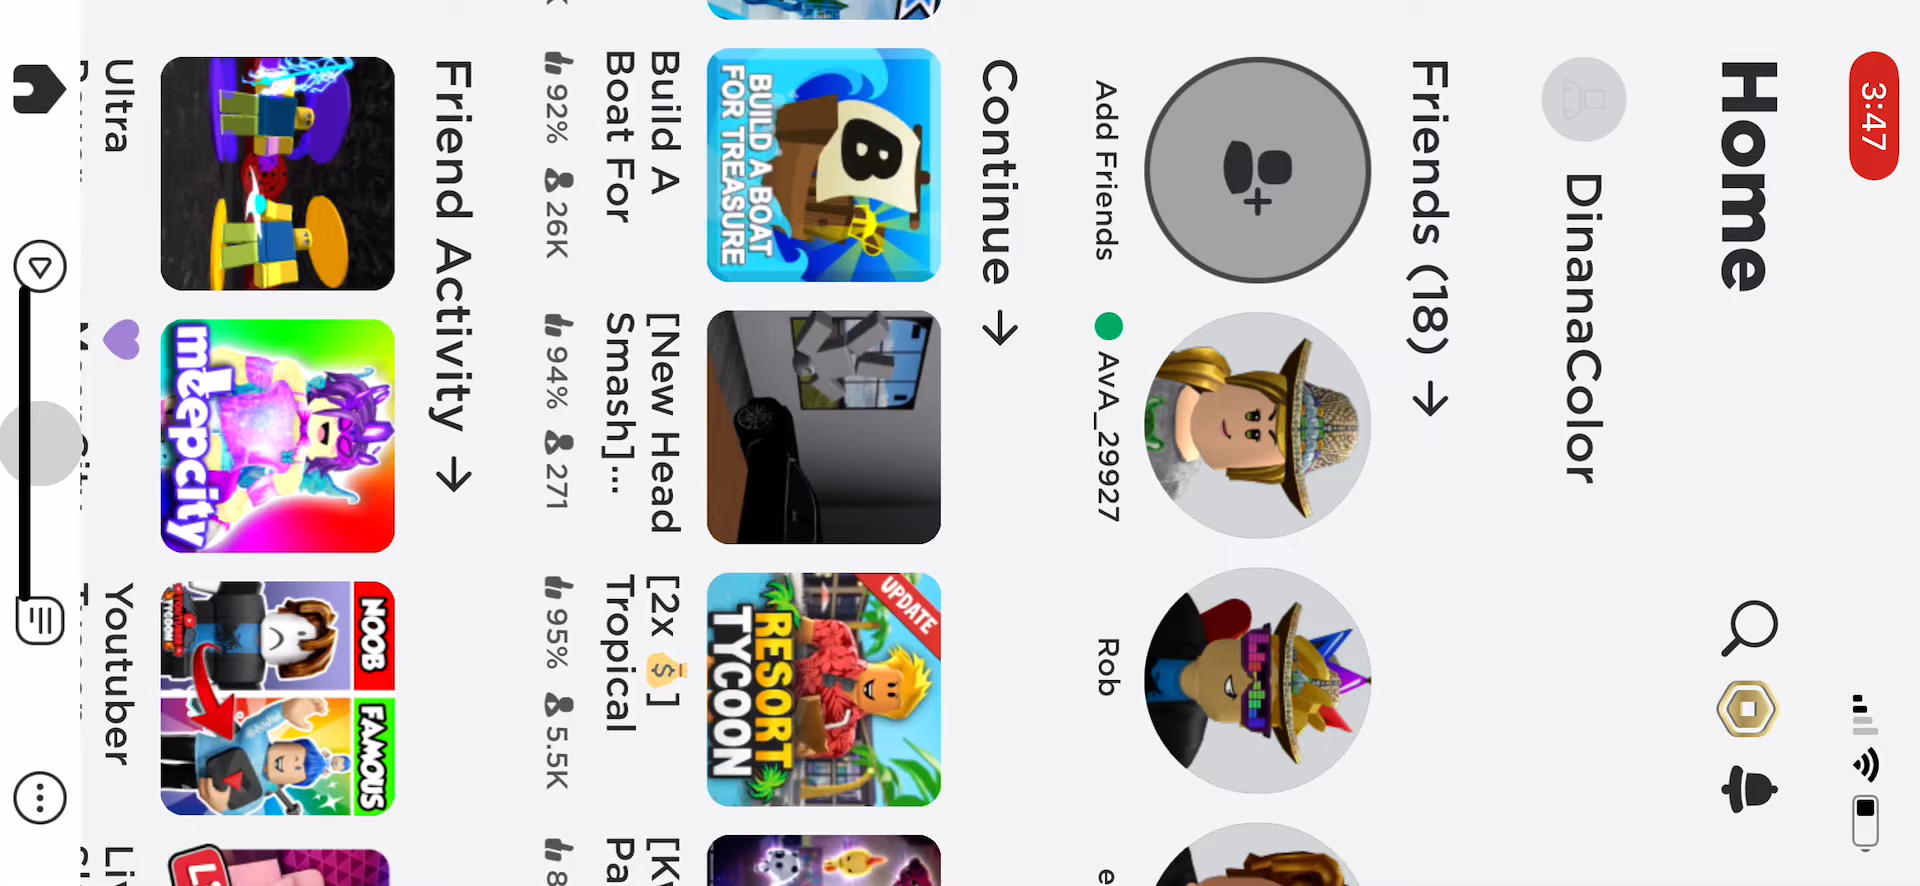 3:47
Home
DinanaColor
Friends (18) →
Add Friends
AvA_29927
Rob
Continue →
BUILD A BOAT
FOR TREASURE
B
UPDATE
RESORT
TYCOON
Build A
Boat For
92% 26K
[New Head
Smash]...
94% 271
[2x 💰]
Tropical
95% 5.5K
Friend Activity →
meepcity
NOOB
FAMOUS
Ultra
💜
Youtuber